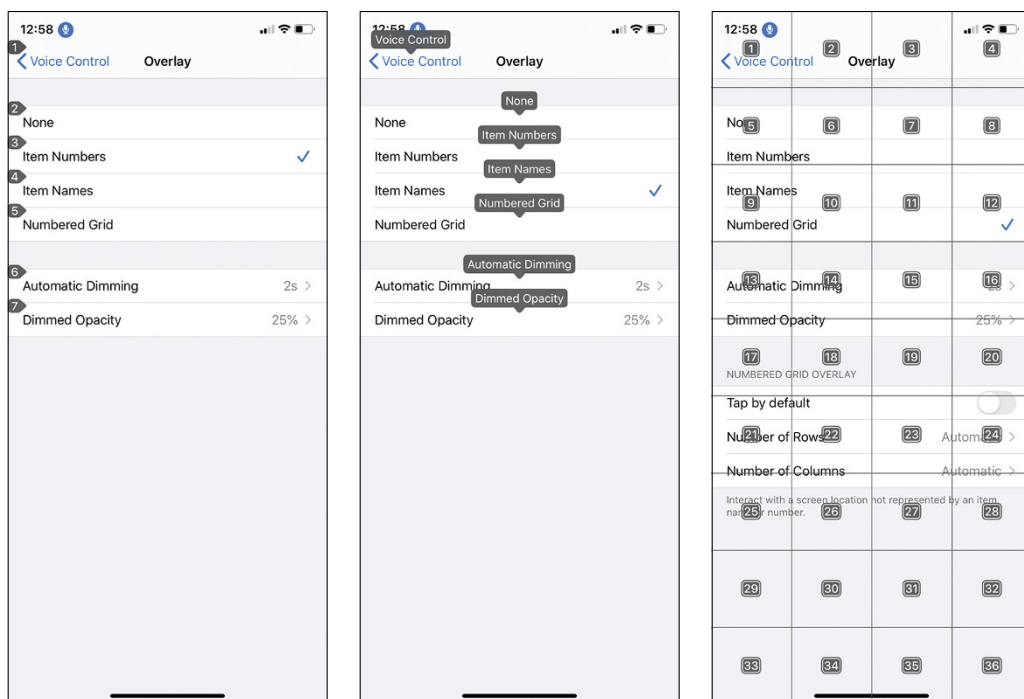 12:58
1
Voice Control
Overlay
2
None
3
Item Numbers
4
Item Names
5
Numbered Grid
6
Automatic Dimming
2s
7
Dimmed Opacity
25%
12:58
Voice Control
Voice Control
Overlay
None
None
Item Numbers
Item Numbers
Item Names
Item Names
Numbered Grid
Numbered Grid
Automatic Dimming
Automatic Dimming
2s
Dimmed Opacity
Dimmed Opacity
25%
12:58
1 2 3 4
Voice Control
Overlay
None
5 6 7 8
Item Numbers
Item Names
9 10 11 12
Numbered Grid
13 14 15 16
Automatic Dimming
2s
Dimmed Opacity
25%
17 18 19 20
NUMBERED GRID OVERLAY
Tap by default
21 22 23 24
Number of Rows
Automatic
Number of Columns
Automatic
Interact with a screen location not represented by an item
name or number.
25 26 27 28
29 30 31 32
33 34 35 36